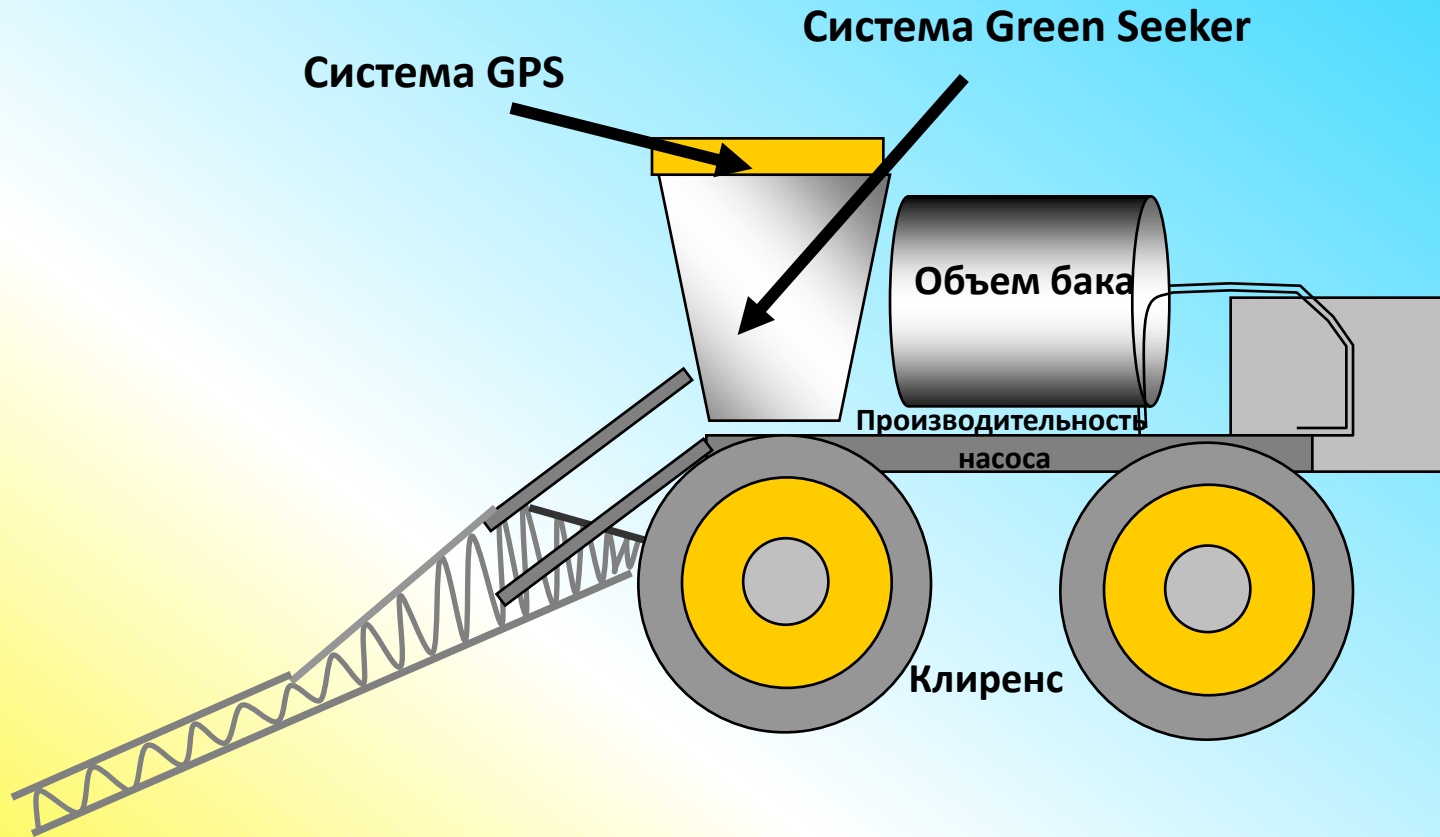 Система Green Seeker
Система GPS
Объем бака
Производительность
насоса
Клиренс